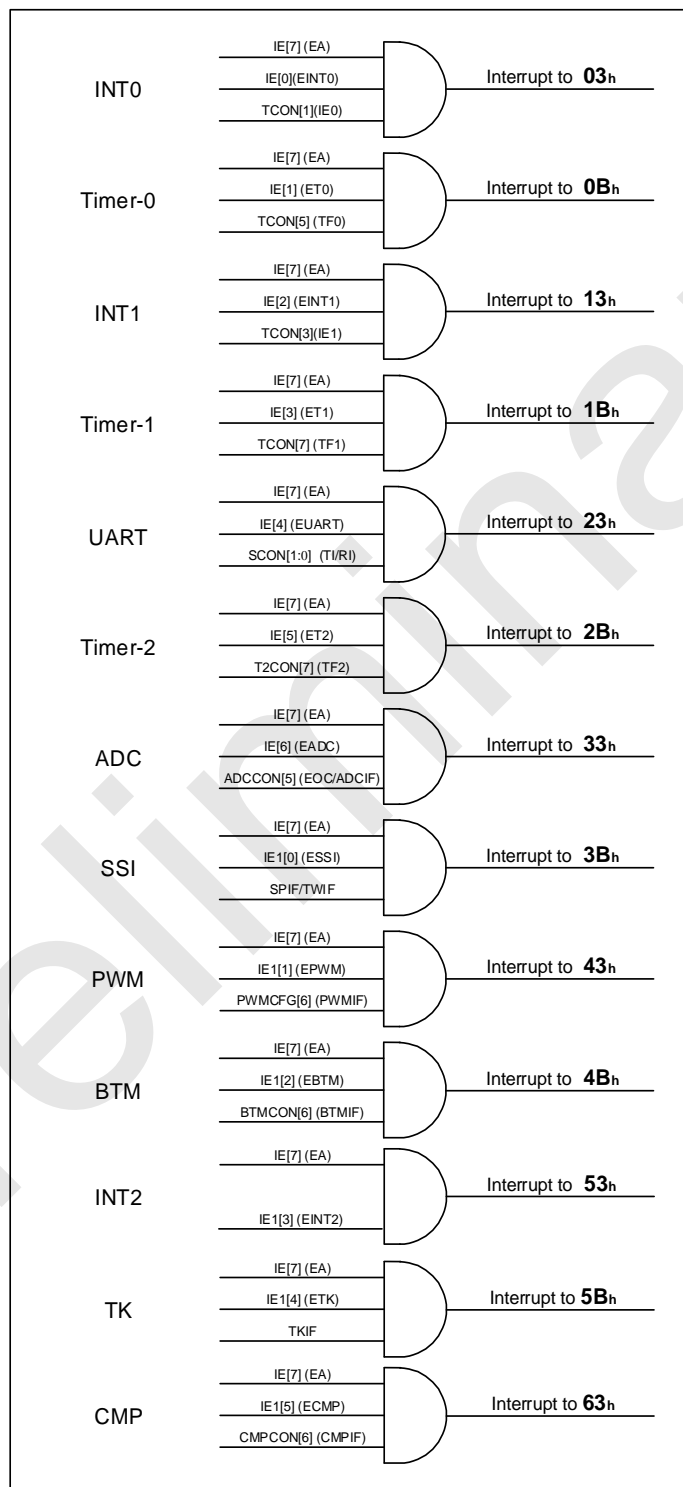 IE[7] (EA)
INT0
IE[0](EINT0)
Interrupt to 03h
TCON[1](IE0)
IE[7] (EA)
Timer-0
IE[1] (ET0)
Interrupt to 0Bh
TCON[5] (TF0)
IE[7] (EA)
INT1
IE[2] (EINT1)
Interrupt to 13h
TCON[3](IE1)
IE[7] (EA)
Timer-1
IE[3] (ET1)
Interrupt to 1Bh
TCON[7] (TF1)
IE[7] (EA)
UART
IE[4] (EUART)
Interrupt to 23h
SCON[1:0] (TI/RI)
IE[7] (EA)
Timer-2
IE[5] (ET2)
Interrupt to 2Bh
T2CON[7] (TF2)
IE[7] (EA)
ADC
IE[6] (EADC)
Interrupt to 33h
ADCCON[5] (EOC/ADCIF)
IE[7] (EA)
SSI
IE1[0] (ESSI)
Interrupt to 3Bh
SPIF/TWIF
IE[7] (EA)
PWM
IE1[1] (EPWM)
Interrupt to 43h
PWMCFG[6] (PWMIF)
IE[7] (EA)
BTM
IE1[2] (EBTM)
Interrupt to 4Bh
BTMCON[6] (BTMIF)
IE[7] (EA)
INT2
Interrupt to 53h
IE1[3] (EINT2)
IE[7] (EA)
TK
IE1[4] (ETK)
Interrupt to 5Bh
TKIF
IE[7] (EA)
CMP
IE1[5] (ECMP)
Interrupt to 63h
CMPCON[6] (CMPIF)